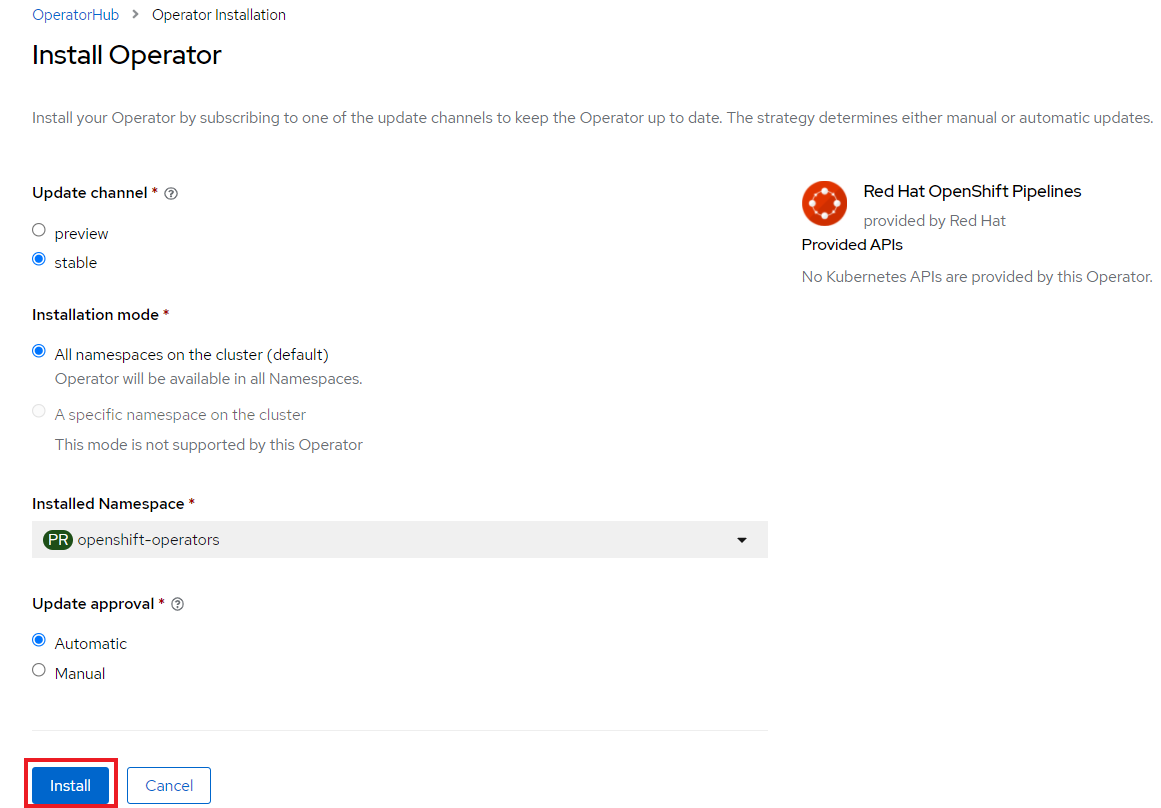 OperatorHub > Operator Installation
Install Operator
Install your Operator by subscribing to one of the update channels to keep the Operator up to date. The strategy determines either manual or automatic updates.
Update channel *
preview
stable
Installation mode *
All namespaces on the cluster (default)
Operator will be available in all Namespaces.
A specific namespace on the cluster
This mode is not supported by this Operator
Installed Namespace *
PR openshift-operators
Update approval *
Automatic
Manual
Install Cancel
Red Hat OpenShift Pipelines
provided by Red Hat
Provided APIs
No Kubernetes APIs are provided by this Operator.